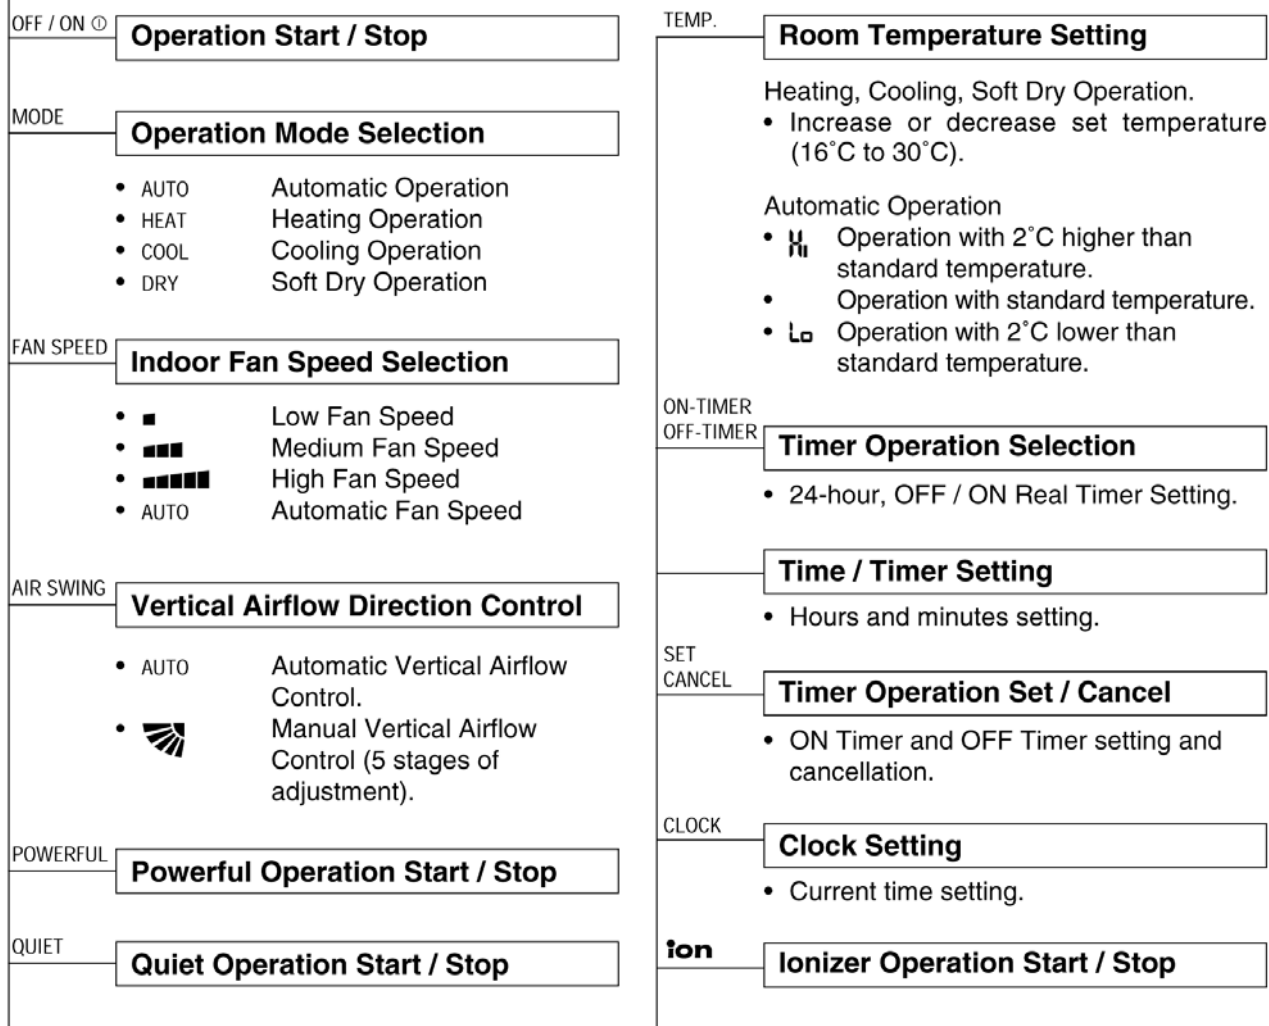 OFF / ON
Operation Start / Stop
MODE
Operation Mode Selection
• AUTO Automatic Operation
• HEAT Heating Operation
• COOL Cooling Operation
• DRY Soft Dry Operation
FAN SPEED
Indoor Fan Speed Selection
• Low Fan Speed
• Medium Fan Speed
• High Fan Speed
• AUTO Automatic Fan Speed
AIR SWING
Vertical Airflow Direction Control
• AUTO Automatic Vertical Airflow
Control.
• Manual Vertical Airflow
Control (5 stages of
adjustment).
POWERFUL
Powerful Operation Start / Stop
QUIET
Quiet Operation Start / Stop
TEMP.
Room Temperature Setting
Heating, Cooling, Soft Dry Operation.
• Increase or decrease set temperature
(16˚C to 30˚C).
Automatic Operation
• HI Operation with 2˚C higher than
standard temperature.
• Operation with standard temperature.
• Lo Operation with 2˚C lower than
standard temperature.
ON-TIMER
OFF-TIMER
Timer Operation Selection
• 24-hour, OFF / ON Real Timer Setting.
Time / Timer Setting
• Hours and minutes setting.
SET
CANCEL
Timer Operation Set / Cancel
• ON Timer and OFF Timer setting and
cancellation.
CLOCK
Clock Setting
• Current time setting.
ion
Ionizer Operation Start / Stop